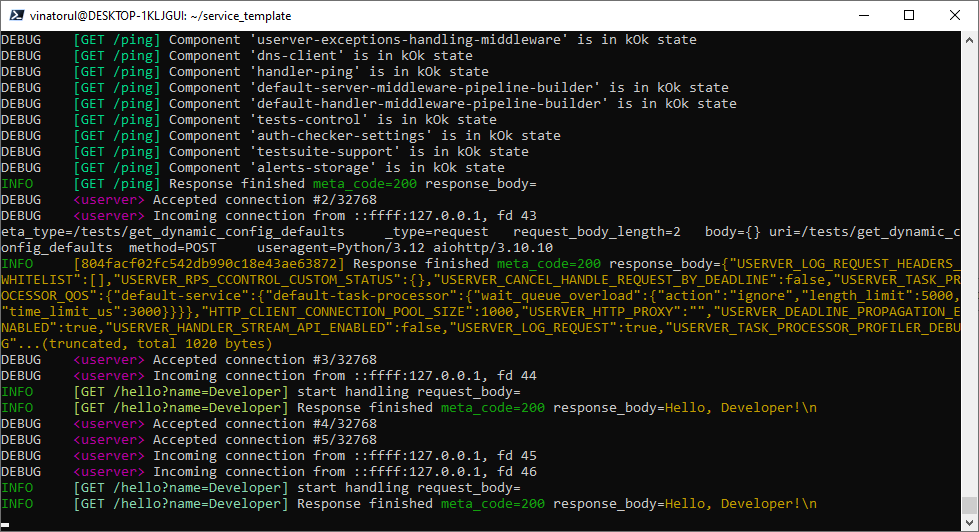 vinatorul@DESKTOP-1KLJGUI: ~/service_template
DEBUG    [GET /ping] Component 'userver-exceptions-handling-middleware' is in kOk state
DEBUG    [GET /ping] Component 'dns-client' is in kOk state
DEBUG    [GET /ping] Component 'handler-ping' is in kOk state
DEBUG    [GET /ping] Component 'default-server-middleware-pipeline-builder' is in kOk state
DEBUG    [GET /ping] Component 'default-handler-middleware-pipeline-builder' is in kOk state
DEBUG    [GET /ping] Component 'tests-control' is in kOk state
DEBUG    [GET /ping] Component 'auth-checker-settings' is in kOk state
DEBUG    [GET /ping] Component 'testsuite-support' is in kOk state
DEBUG    [GET /ping] Component 'alerts-storage' is in kOk state
INFO     [GET /ping] Response finished meta_code=200 response_body=
DEBUG    <userver> Accepted connection #2/32768
DEBUG    <userver> Incoming connection from ::ffff:127.0.0.1, fd 43
eta_type=/tests/get_dynamic_config_defaults     _type=request   request_body_length=2   body={} uri=/tests/get_dynamic_c
onfig_defaults  method=POST     useragent=Python/3.12 aiohttp/3.10.10
INFO     [804facf02fc542db990c18e43ae63872] Response finished meta_code=200 response_body={"USERVER_LOG_REQUEST_HEADERS_
WHITELIST":[],"USERVER_RPS_CCONTROL_CUSTOM_STATUS":{},"USERVER_CANCEL_HANDLE_REQUEST_BY_DEADLINE":false,"USERVER_TASK_PR
OCESSOR_QOS":{"default-service":{"default-task-processor":{"wait_queue_overload":{"action":"ignore","length_limit":5000,
"time_limit_us":3000}}}},"HTTP_CLIENT_CONNECTION_POOL_SIZE":1000,"USERVER_HTTP_PROXY":"","USERVER_DEADLINE_PROPAGATION_E
NABLED":true,"USERVER_HANDLER_STREAM_API_ENABLED":false,"USERVER_LOG_REQUEST":true,"USERVER_TASK_PROCESSOR_PROFILER_DEBU
G"...(truncated, total 1020 bytes)
DEBUG    <userver> Accepted connection #3/32768
DEBUG    <userver> Incoming connection from ::ffff:127.0.0.1, fd 44
INFO     [GET /hello?name=Developer] start handling request_body=
INFO     [GET /hello?name=Developer] Response finished meta_code=200 response_body=Hello, Developer!\n
DEBUG    <userver> Accepted connection #4/32768
DEBUG    <userver> Accepted connection #5/32768
DEBUG    <userver> Incoming connection from ::ffff:127.0.0.1, fd 45
DEBUG    <userver> Incoming connection from ::ffff:127.0.0.1, fd 46
INFO     [GET /hello?name=Developer] start handling request_body=
INFO     [GET /hello?name=Developer] Response finished meta_code=200 response_body=Hello, Developer!\n